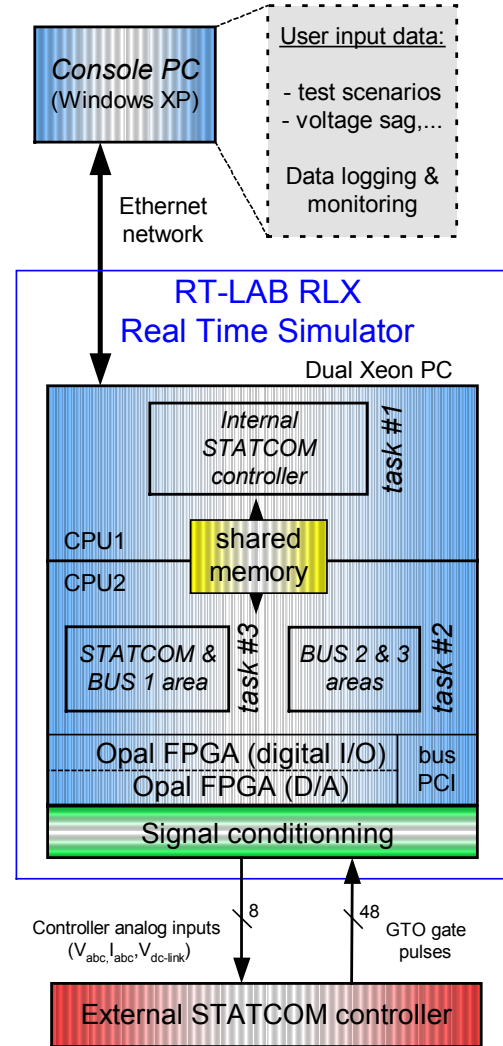 Console PC
(Windows XP)
User input data:
- test scenarios
- voltage sag,...
Data logging &
monitoring
Ethernet
network
RT-LAB RLX
Real Time Simulator
Dual Xeon PC
Internal
STATCOM
controller
task #1
CPU1
shared
memory
CPU2
STATCOM &
BUS 1 area
task #3
BUS 2 & 3
areas
task #2
Opal FPGA (digital I/O)
Opal FPGA (D/A)
bus
PCI
Signal conditionning
Controller analog inputs
(Vabc,Iabc,Vdc-link)
8
48
GTO gate
pulses
External STATCOM controller